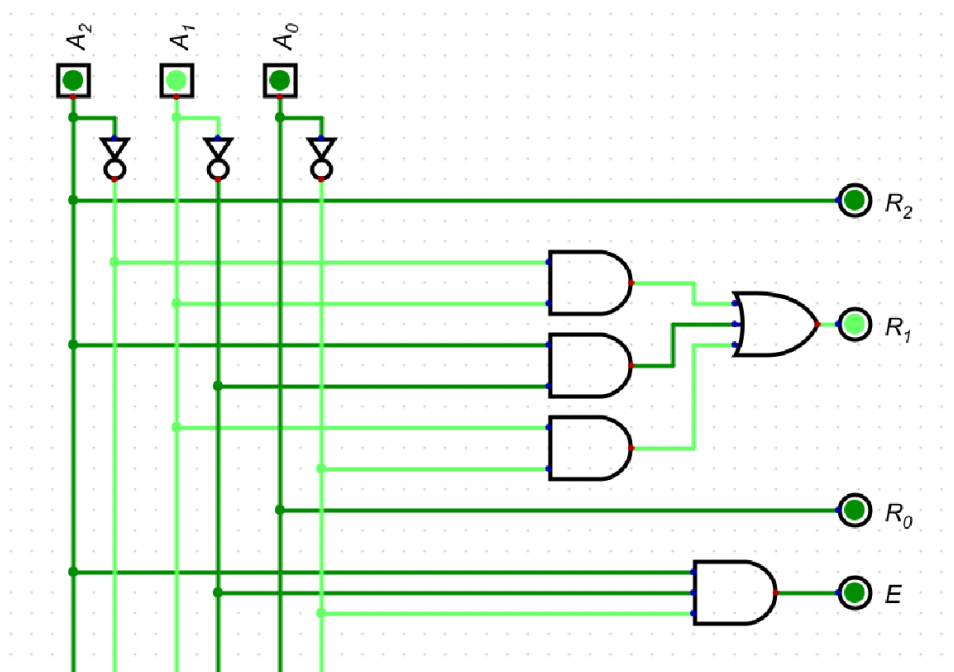 A₂ A₁ A₀
R₂
R₁
R₀
E